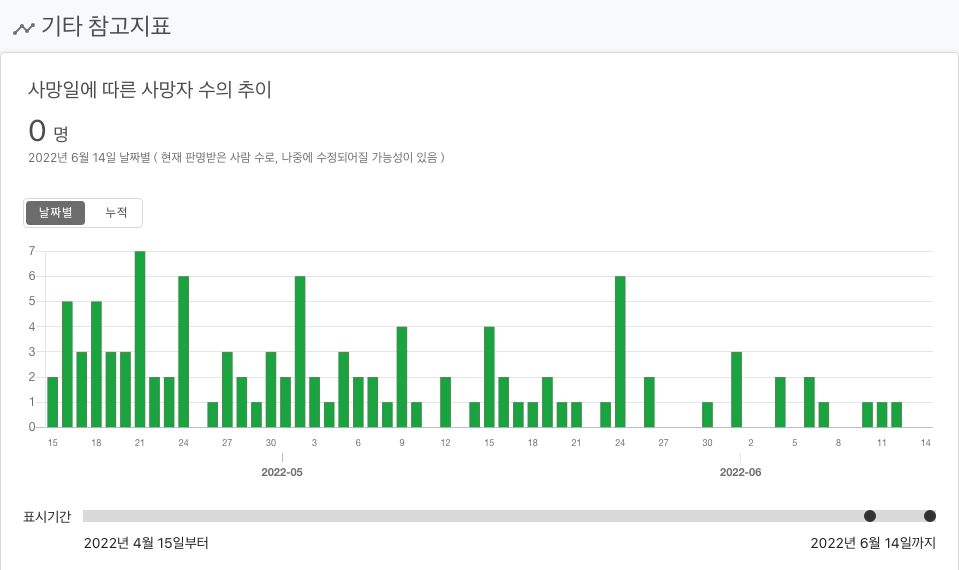 기타 참고지표
사망일에 따른 사망자 수의 추이
0 명
2022년 6월 14일 날짜별 ( 현재 판명받은 사람 수로, 나중에 수정되어질 가능성이 있음 )
날짜별 누적
7
6
5
4
3
2
1
0
15 18 21 24 27 30 3 6 9 12 15 18 21 24 27 30 2 5 8 11 14
2022-05 2022-06
표시기간
2022년 4월 15일부터 2022년 6월 14일까지